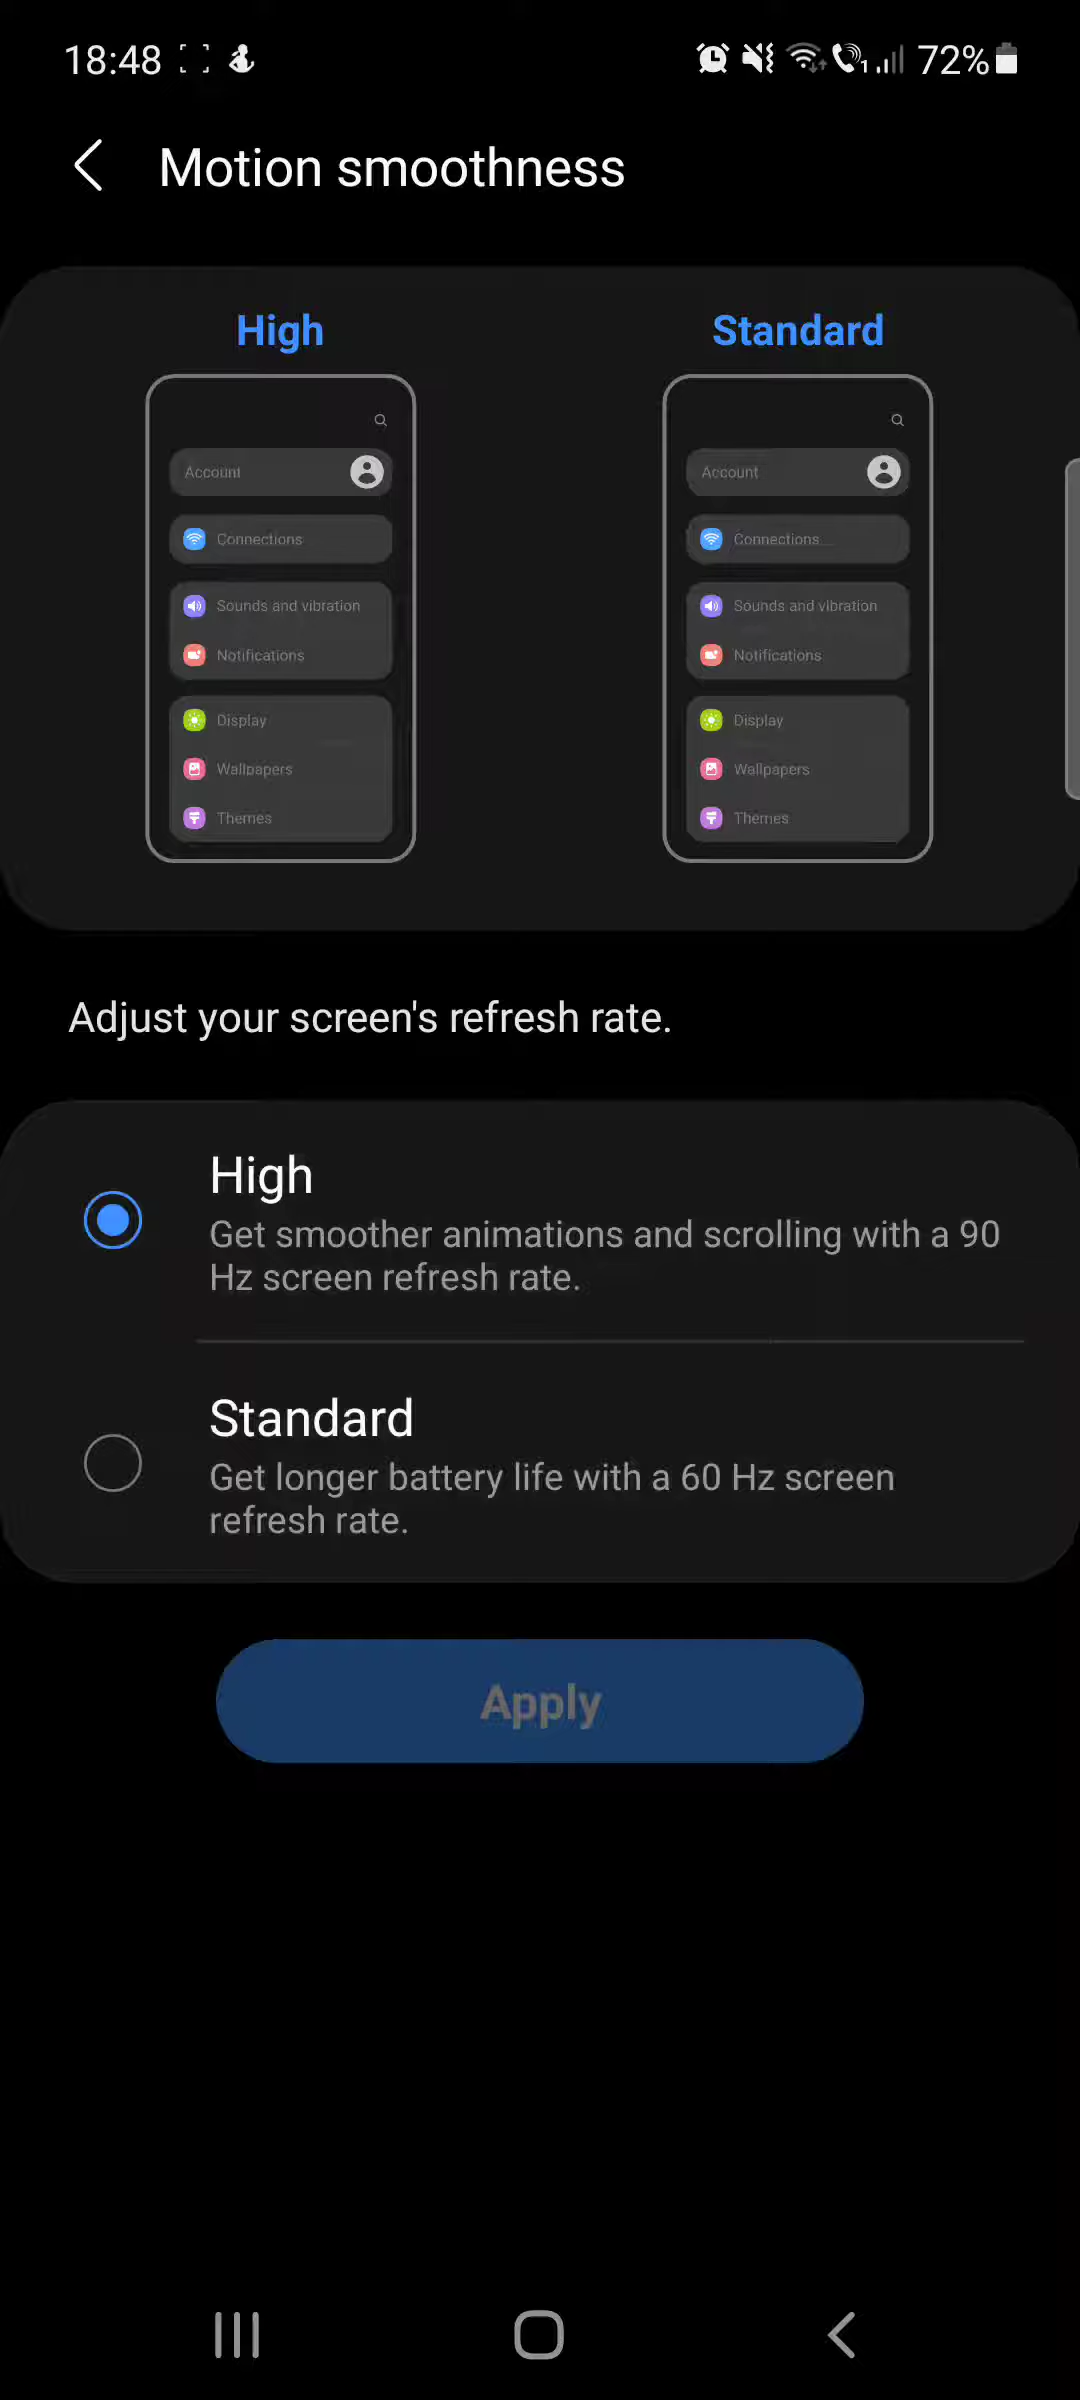 18:48
72%
Motion smoothness
High
Standard
Account
Connections
Sounds and vibration
Notifications
Display
Wallpapers
Themes
Account
Connections
Sounds and vibration
Notifications
Display
Wallpapers
Themes
Adjust your screen's refresh rate.
High
Get smoother animations and scrolling with a 90
Hz screen refresh rate.
Standard
Get longer battery life with a 60 Hz screen
refresh rate.
Apply